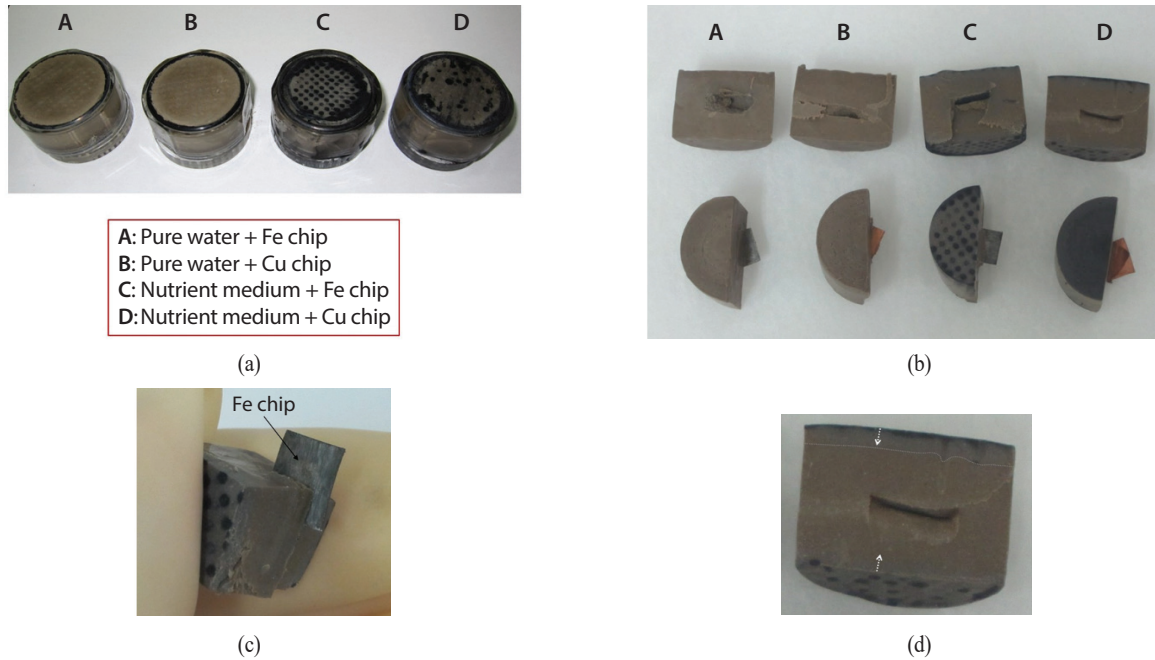 A B C D
A: Pure water + Fe chip
B: Pure water + Cu chip
C: Nutrient medium + Fe chip
D: Nutrient medium + Cu chip
(a)
A B C D
(b)
Fe chip
(c)
(d)